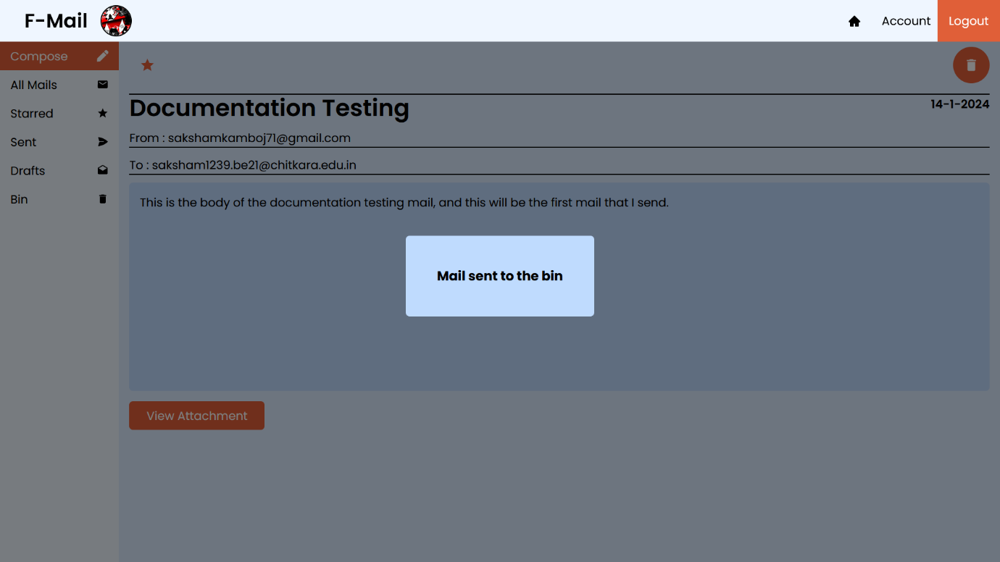 F-Mail
Account
Logout
Compose
All Mails
Starred
Sent
Drafts
Bin
Documentation Testing
14-1-2024
From : sakshamkamboj71@gmail.com
To : saksham1239.be21@chitkara.edu.in
This is the body of the documentation testing mail, and this will be the first mail that I send.
Mail sent to the bin
View Attachment